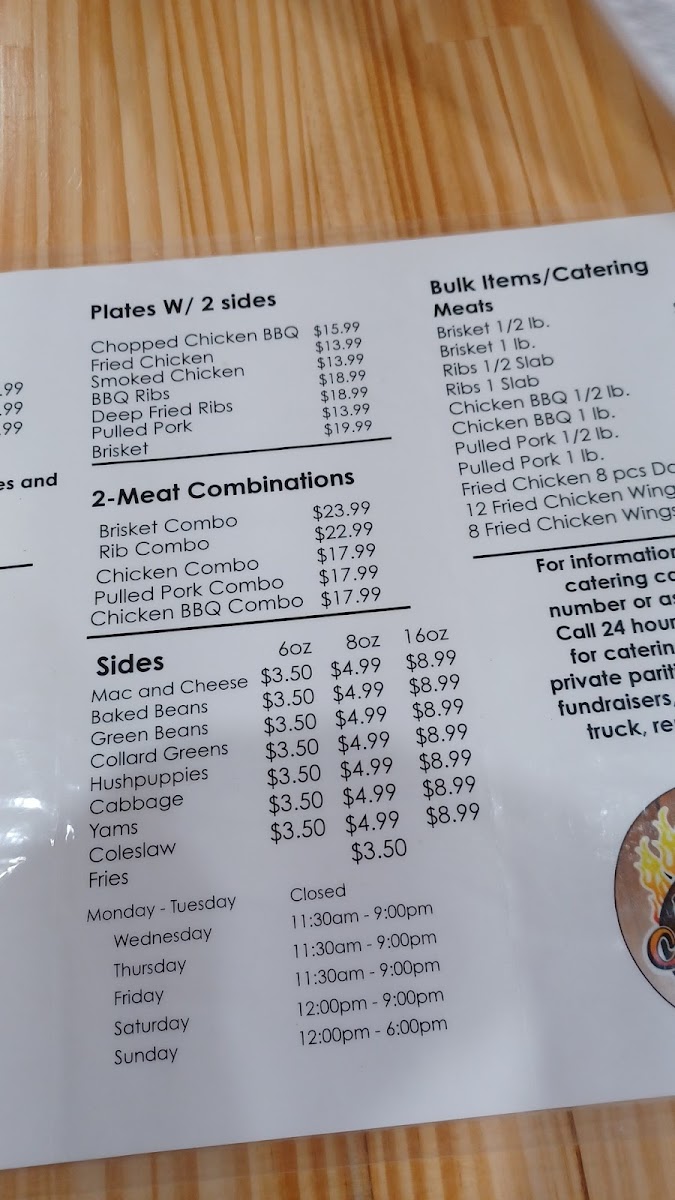 .99
.99
.99
es and
Plates W/ 2 sides
Chopped Chicken BBQ $15.99
Fried Chicken $13.99
Smoked Chicken $13.99
BBQ Ribs $18.99
Deep Fried Ribs $18.99
Pulled Pork $13.99
Brisket $19.99
2-Meat Combinations
Brisket Combo $23.99
Rib Combo $22.99
Chicken Combo $17.99
Pulled Pork Combo $17.99
Chicken BBQ Combo $17.99
Sides 6oz 8oz 16oz
Mac and Cheese $3.50 $4.99 $8.99
Baked Beans $3.50 $4.99 $8.99
Green Beans $3.50 $4.99 $8.99
Collard Greens $3.50 $4.99 $8.99
Hushpuppies $3.50 $4.99 $8.99
Cabbage $3.50 $4.99 $8.99
Yams $3.50 $4.99 $8.99
Coleslaw $3.50
Fries
Monday - Tuesday Closed
Wednesday 11:30am - 9:00pm
Thursday 11:30am - 9:00pm
Friday 11:30am - 9:00pm
Saturday 12:00pm - 9:00pm
Sunday 12:00pm - 6:00pm
Bulk Items/Catering
Meats
Brisket 1/2 lb.
Brisket 1 lb.
Ribs 1/2 Slab
Ribs 1 Slab
Chicken BBQ 1/2 lb.
Chicken BBQ 1 lb.
Pulled Pork 1/2 lb.
Pulled Pork 1 lb.
Fried Chicken 8 pcs Da
12 Fried Chicken Wing
8 Fried Chicken Wings
For information
catering ca
number or as
Call 24 hour
for caterin
private pariti
fundraisers,
truck, re